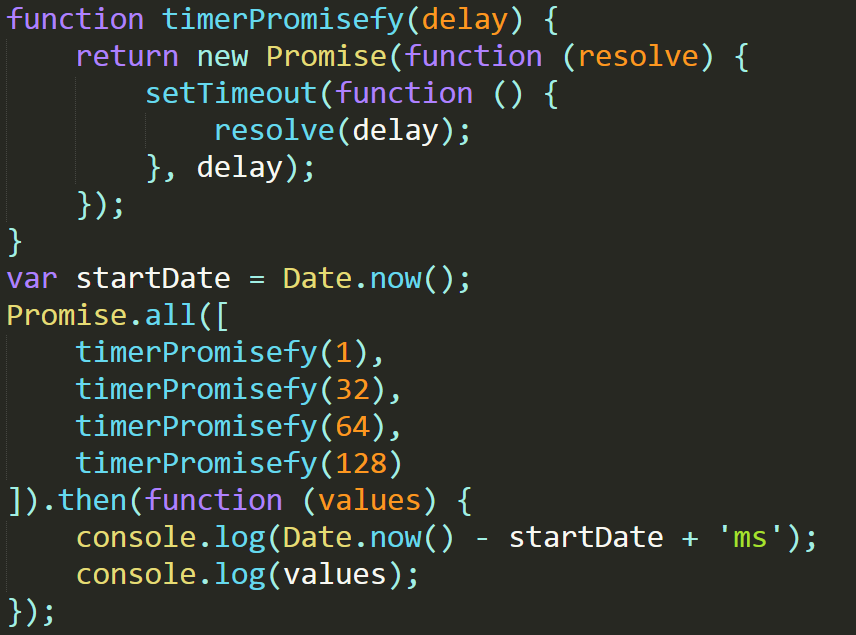 function timerPromisefy(delay) {
    return new Promise(function (resolve) {
        setTimeout(function () {
            resolve(delay);
        }, delay);
    });
}
var startDate = Date.now();
Promise.all([
    timerPromisefy(1),
    timerPromisefy(32),
    timerPromisefy(64),
    timerPromisefy(128)
]).then(function (values) {
    console.log(Date.now() - startDate + 'ms');
    console.log(values);
});